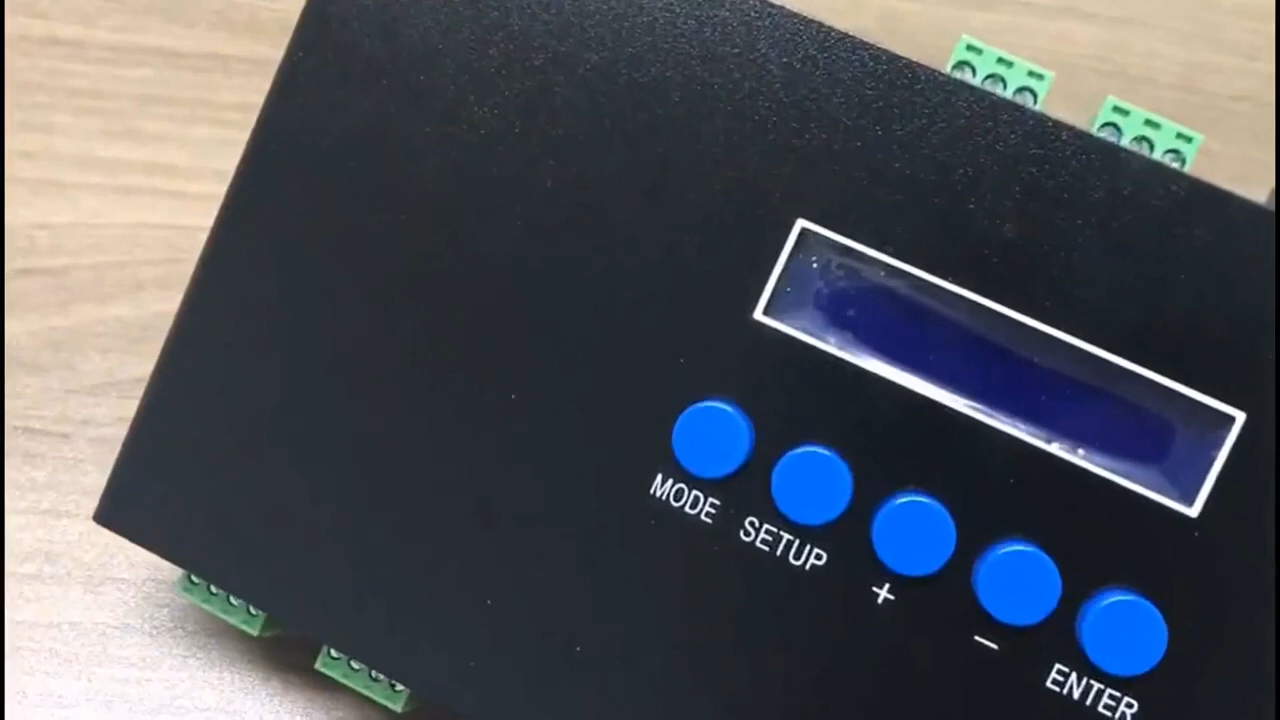 MODE
SETUP
+
–
ENTER